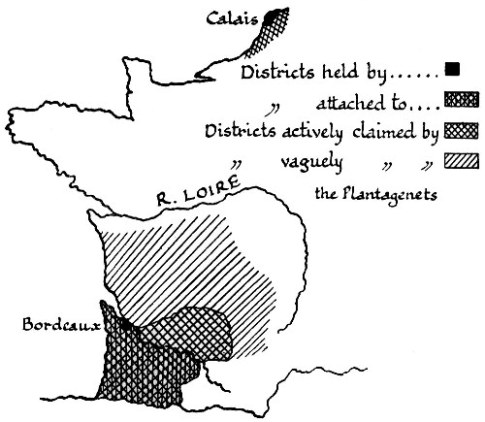 Calais
Districts held by......
„ attached to....
Districts actively claimed by
„ vaguely „ „
the Plantagenets
R. LOIRE
Bordeaux